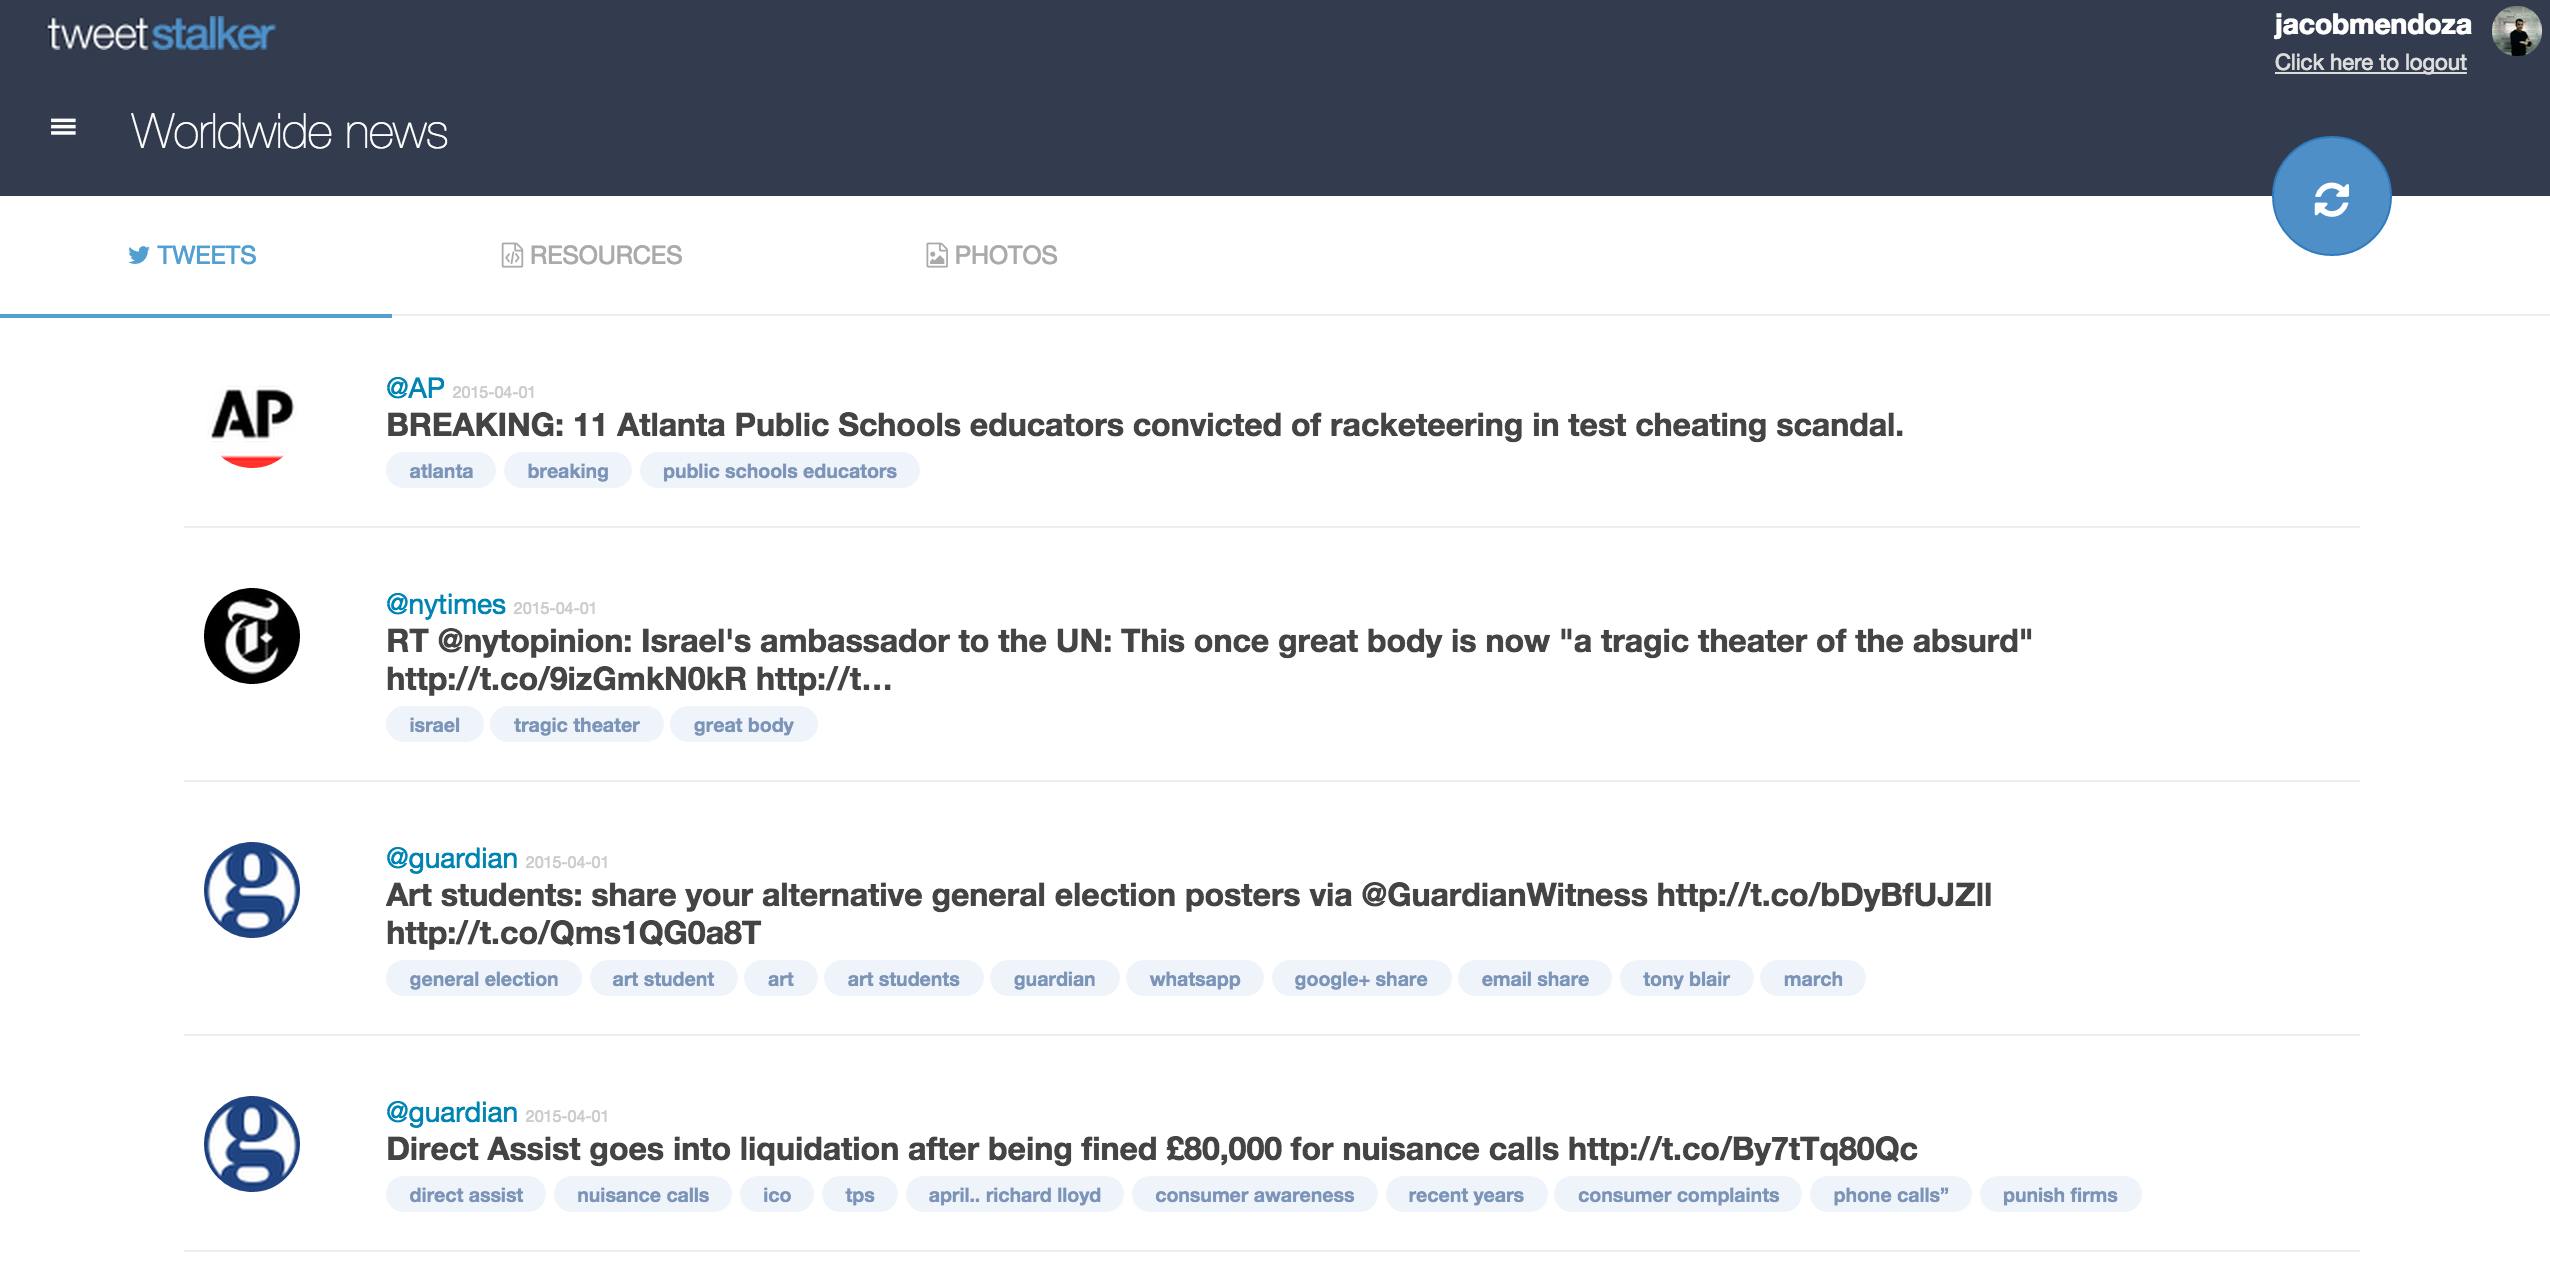 tweetstalker
jacobmendoza
Click here to logout
Worldwide news
TWEETS
RESOURCES
PHOTOS
AP
@AP 2015-04-01
BREAKING: 11 Atlanta Public Schools educators convicted of racketeering in test cheating scandal.
atlanta breaking public schools educators
T
@nytimes 2015-04-01
RT @nytopinion: Israel's ambassador to the UN: This once great body is now "a tragic theater of the absurd"
http://t.co/9izGmkN0kR http://t…
israel tragic theater great body
g
@guardian 2015-04-01
Art students: share your alternative general election posters via @GuardianWitness http://t.co/bDyBfUJZll
http://t.co/Qms1QG0a8T
general election art student art art students guardian whatsapp google+ share email share tony blair march
g
@guardian 2015-04-01
Direct Assist goes into liquidation after being fined £80,000 for nuisance calls http://t.co/By7tTq80Qc
direct assist nuisance calls ico tps april.. richard lloyd consumer awareness recent years consumer complaints phone calls” punish firms